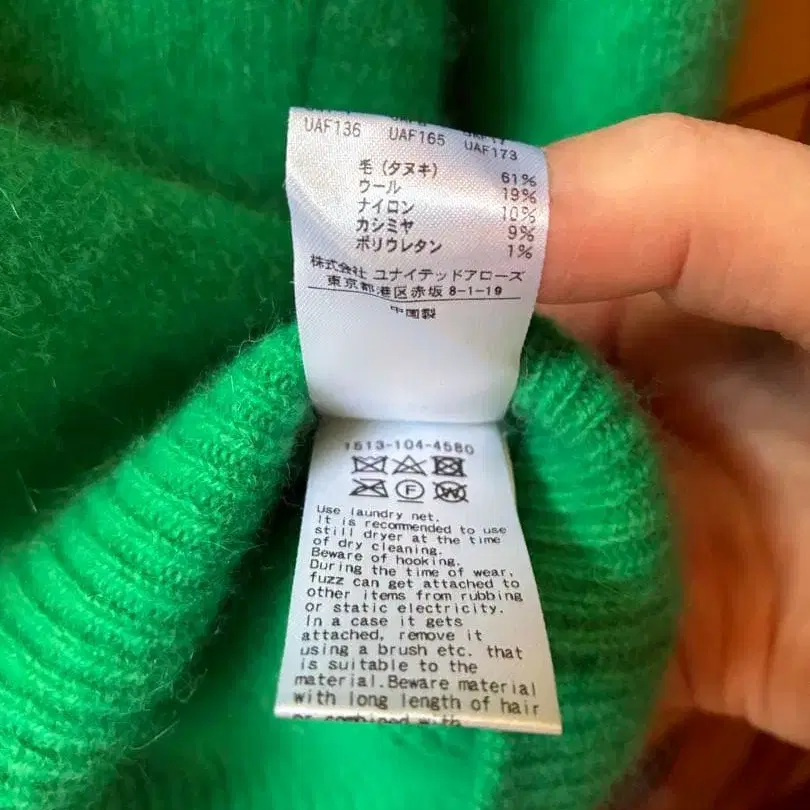 UAF136 UAF165 UAF173
毛(タヌキ) 61%
ウール 19%
ナイロン 10%
カシミヤ 9%
ポリウレタン 1%
株式会社 ユナイテッドアローズ
東京都港区赤坂 8-1-19
中国製
1513-104-4580
F
W
Use laundry net.
It is recommended to use
still dryer at the time
of dry cleaning.
Beware of hooking.
During the time of wear,
fuzz can get attached to
other items from rubbing
or static electricity.
In a case it gets
attached, remove it
using a brush etc. that
is suitable to the
material.Beware material
with long length of hair
or combined with